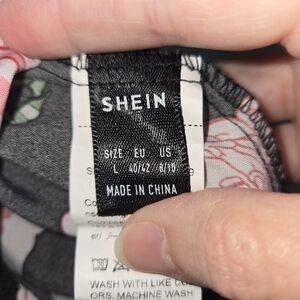 SHEIN
SIZE EU US
L 40/42 8/10
MADE IN CHINA
WASH WITH LIKE CO
ORS. MACHINE WASH